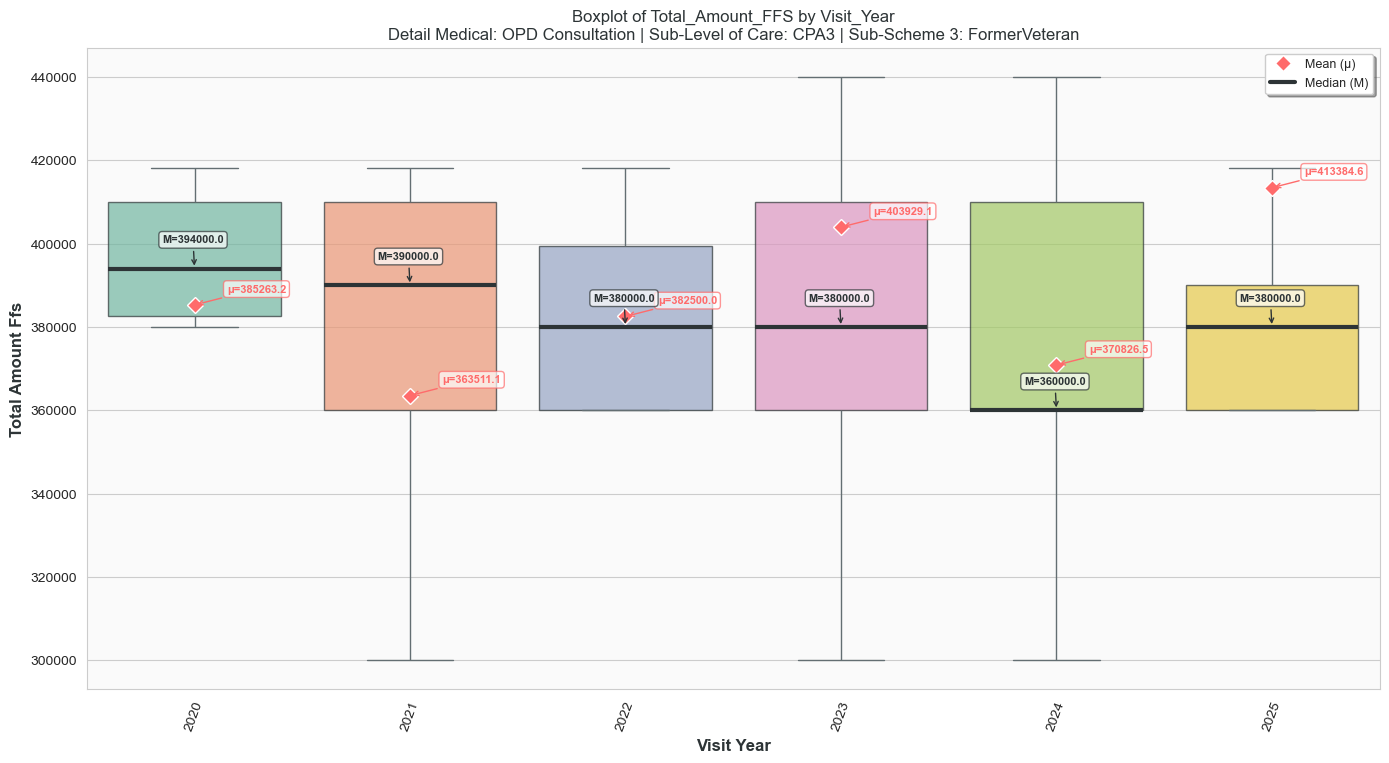 Boxplot of Total_Amount_FFS by Visit_Year
Detail Medical: OPD Consultation | Sub-Level of Care: CPA3 | Sub-Scheme 3: FormerVeteran
Mean (μ)
Median (M)
Total Amount Ffs
440000
420000
400000
380000
360000
340000
320000
300000
M=394000.0
μ=385263.2
M=390000.0
μ=363511.1
M=380000.0
μ=382500.0
μ=403929.1
M=380000.0
μ=370826.5
M=360000.0
μ=413384.6
M=380000.0
2020
2021
2022
2023
2024
2025
Visit Year